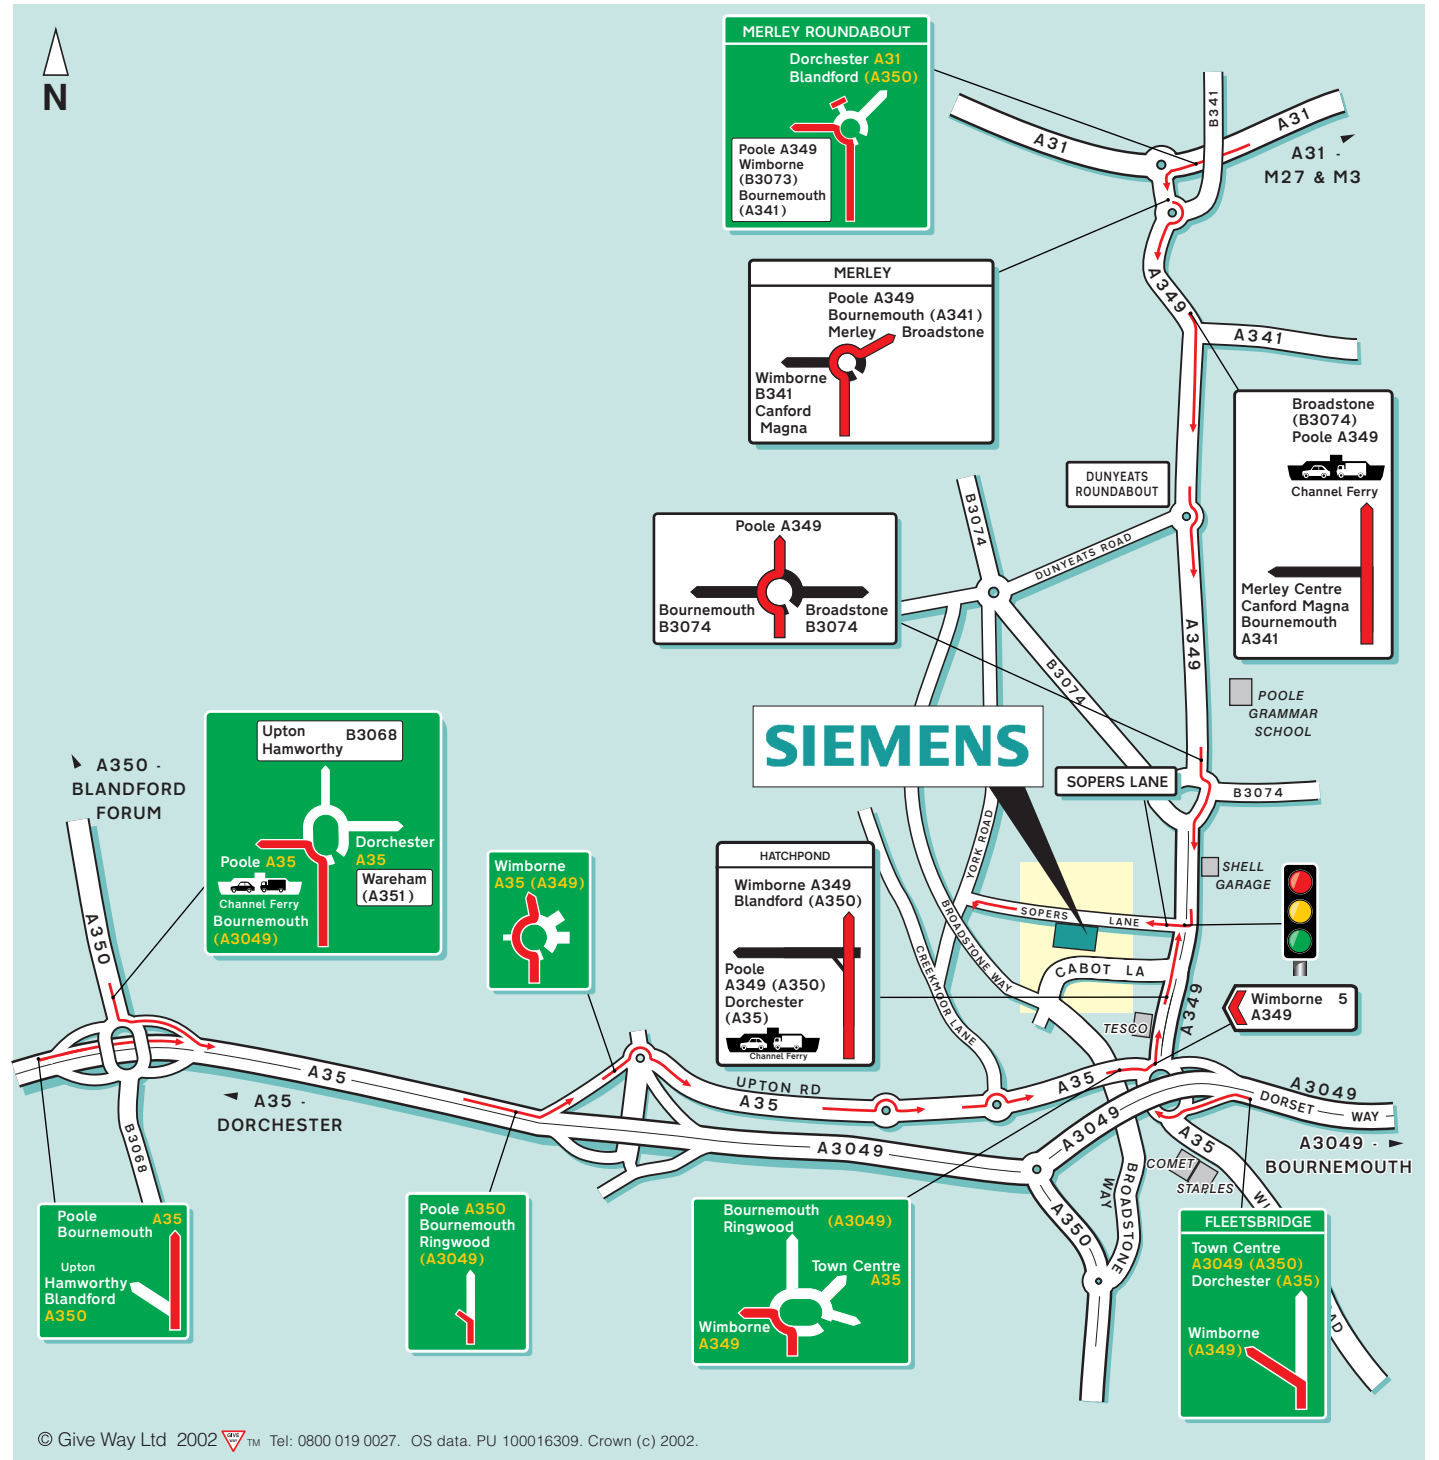 MERLEY ROUNDABOUT
Dorchester A31
Blandford (A350)
Poole A349
Wimborne
(B3073)
Bournemouth
(A341)
N
A31
B341
A31
A31 -
M27 & M3
MERLEY
Poole A349
Bournemouth (A341)
Merley Broadstone
Wimborne
B341
Canford
Magna
A349
A341
Broadstone
(B3074)
Poole A349
Channel Ferry
Merley Centre
Canford Magna
Bournemouth
A341
DUNYEATS
ROUNDABOUT
B3074
DUNYEATS ROAD
Poole A349
Bournemouth
B3074
Broadstone
B3074
A349
B3074
POOLE
GRAMMAR
SCHOOL
SIEMENS
SOPERS LANE
B3074
A350 -
BLANDFORD
FORUM
Upton
Hamworthy
B3068
Dorchester
A35
Poole A35
Channel Ferry
Wareham
(A351)
Bournemouth
(A3049)
Wimborne
A35 (A349)
HATCHPOND
Wimborne A349
Blandford (A350)
Poole
A349 (A350)
Dorchester
(A35)
Channel Ferry
YORK ROAD
SHELL
GARAGE
SOPERS LANE
BROADSTONE WAY
CREEKMOOR LANE
CABOT LA
A349
TESCO
Wimborne 5
A349
A350
A35
A35 -
DORCHESTER
B3068
UPTON RD
A35
A35
A3049
A3049
A3049
DORSET WAY
A3049 -
BOURNEMOUTH
A35
COMET
STAPLES
BROADSTONE
WAY
A350
WI
AD
Poole
Bournemouth
A35
Upton
Hamworthy
Blandford
A350
Poole A350
Bournemouth
Ringwood
(A3049)
Bournemouth
Ringwood
(A3049)
Town Centre
A35
Wimborne
A349
FLEETSBRIDGE
Town Centre
A3049 (A350)
Dorchester (A35)
Wimborne
(A349)
© Give Way Ltd 2002 GIVE WAY TM Tel: 0800 019 0027. OS data. PU 100016309. Crown (c) 2002.